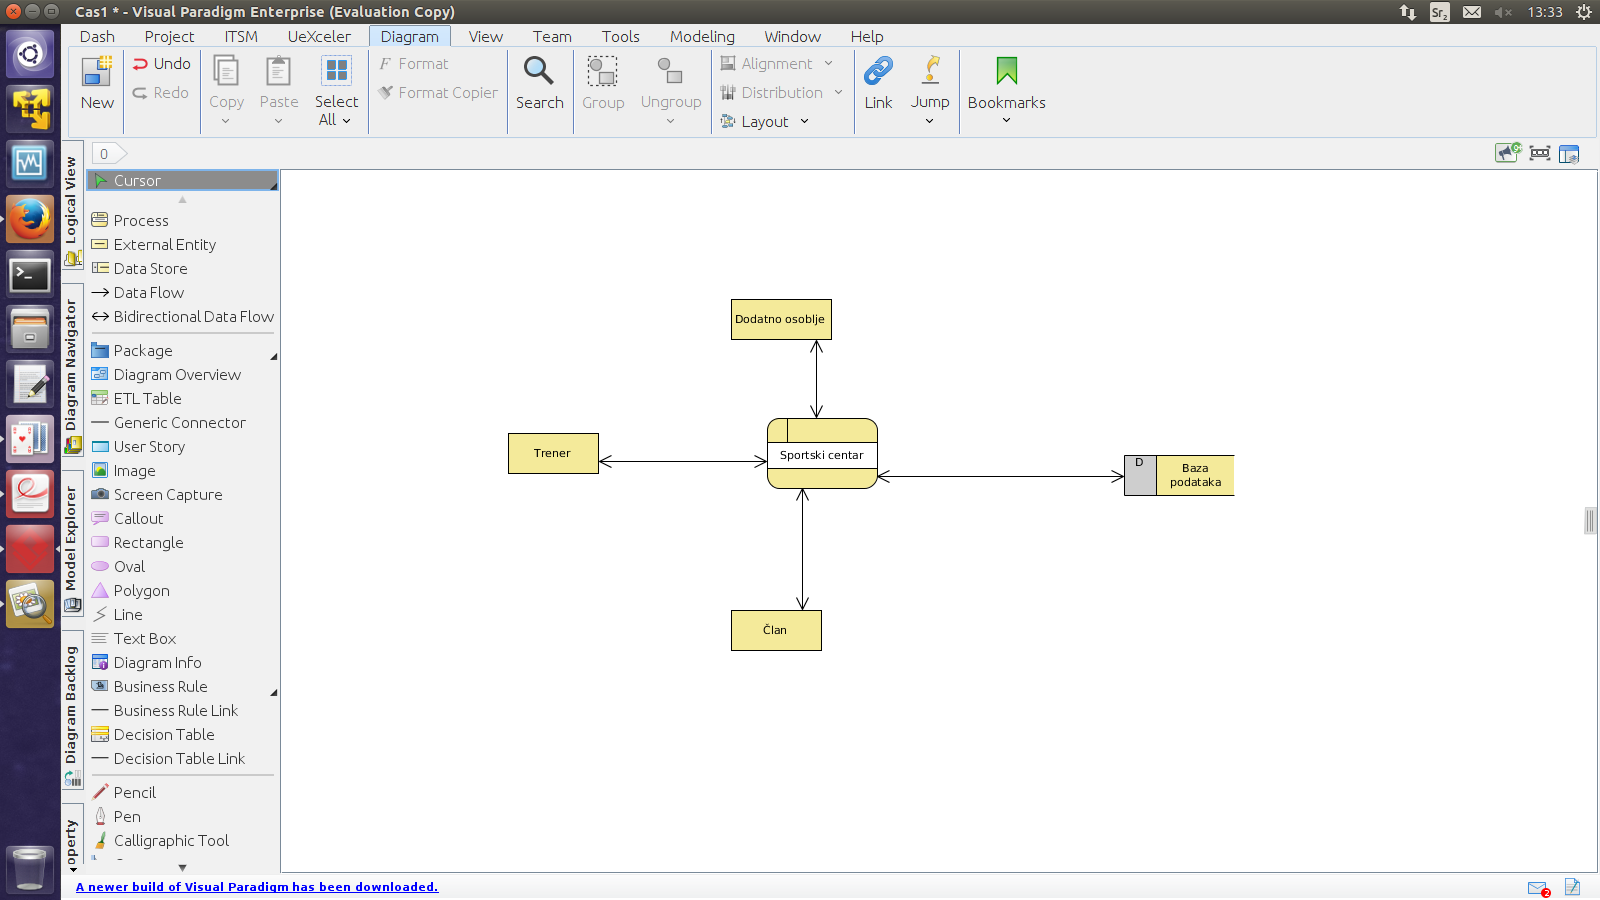 Cas1 * - Visual Paradigm Enterprise (Evaluation Copy)
Sr2
13:33
Dash Project ITSM UeXceler Diagram View Team Tools Modeling Window Help
New
Undo
Redo
Copy
Paste
Select
All
Format
Format Copier
Search
Group
Ungroup
Alignment
Distribution
Layout
Link
Jump
Bookmarks
0
Logical View
Diagram Navigator
Model Explorer
Diagram Backlog
operty
Cursor
Process
External Entity
Data Store
Data Flow
Bidirectional Data Flow
Package
Diagram Overview
ETL Table
Generic Connector
User Story
Image
Screen Capture
Callout
Rectangle
Oval
Polygon
Line
Text Box
Diagram Info
Business Rule
Business Rule Link
Decision Table
Decision Table Link
Pencil
Pen
Calligraphic Tool
Dodatno osoblje
Trener
Sportski centar
D
Baza
podataka
Član
A newer build of Visual Paradigm has been downloaded.
2